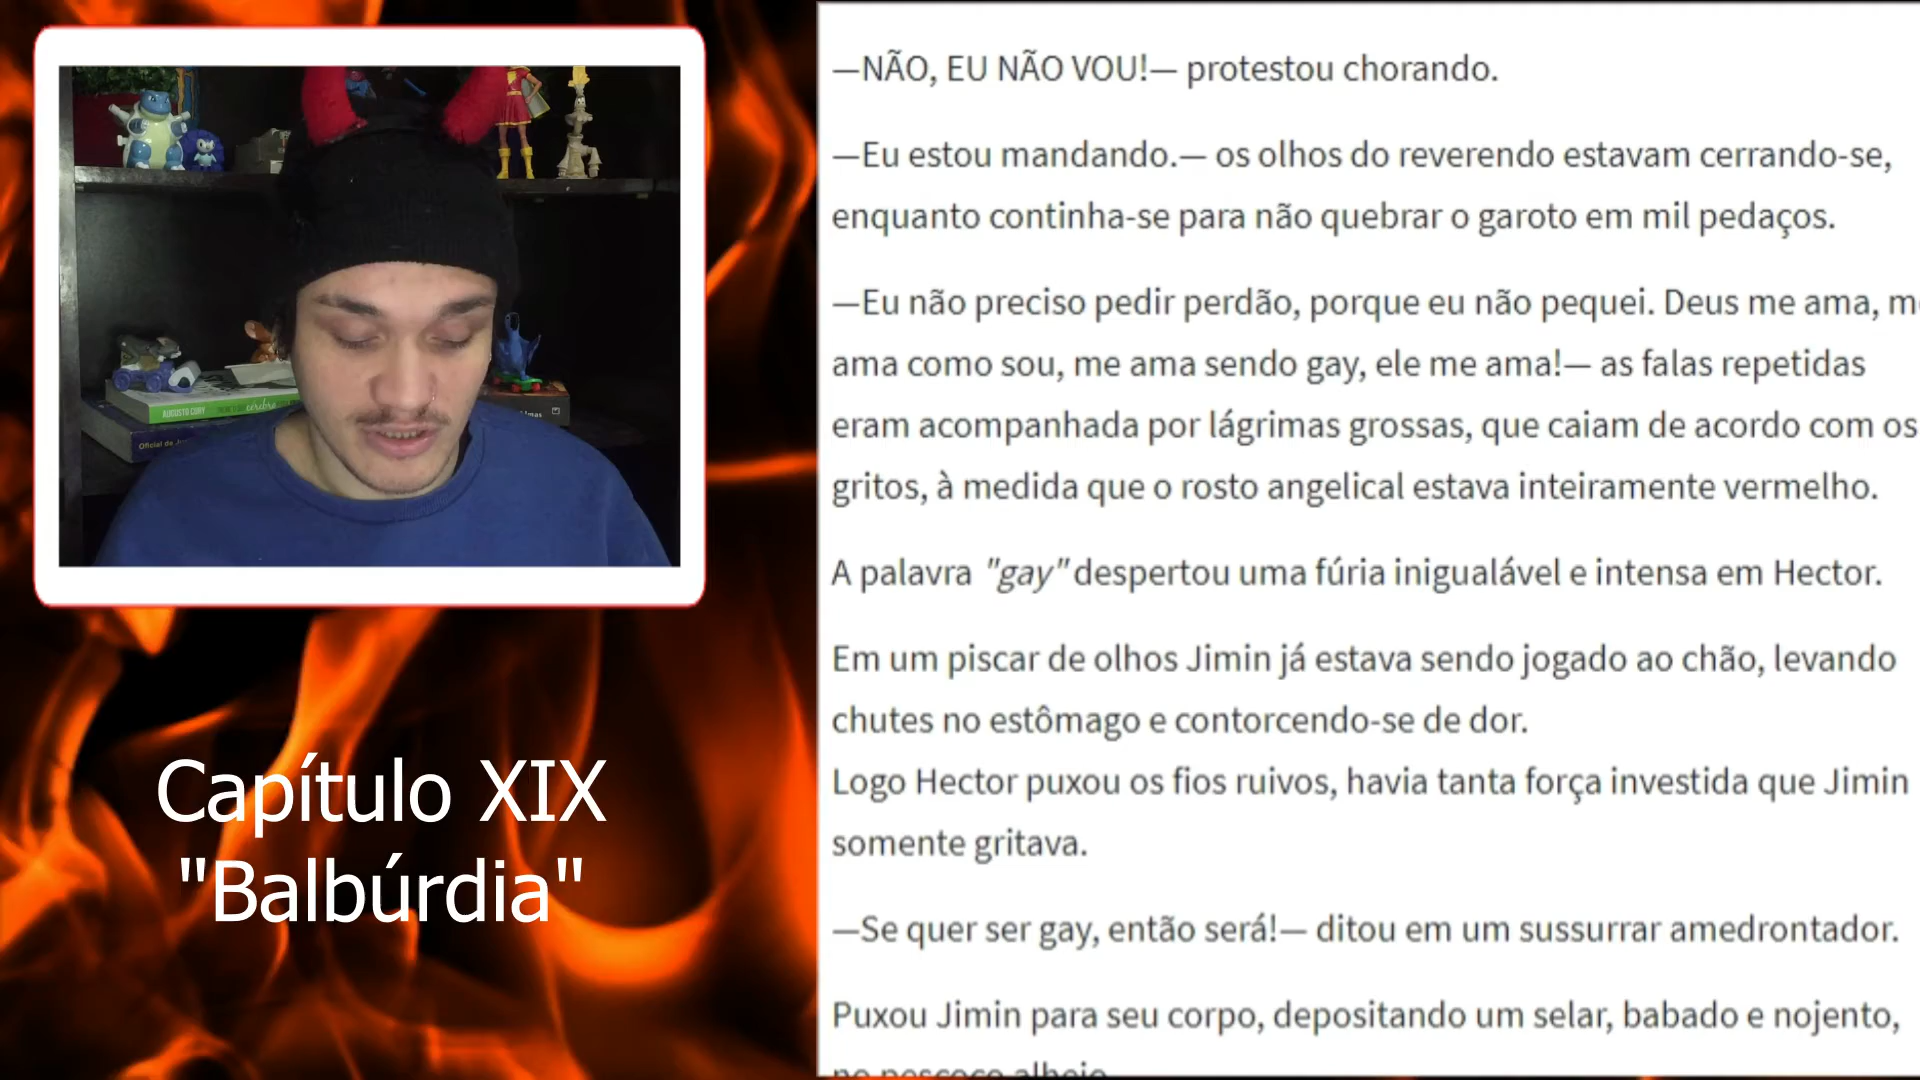 —NÃO, EU NÃO VOU!— protestou chorando.
—Eu estou mandando.— os olhos do reverendo estavam cerrando-se,
enquanto continha-se para não quebrar o garoto em mil pedaços.
—Eu não preciso pedir perdão, porque eu não pequei. Deus me ama,
ama como sou, me ama sendo gay, ele me ama!— as falas repetidas
eram acompanhada por lágrimas grossas, que caiam de acordo com os
gritos, à medida que o rosto angelical estava inteiramente vermelho.
A palavra "gay" despertou uma fúria inigualável e intensa em Hector.
Em um piscar de olhos Jimin já estava sendo jogado ao chão, levando
chutes no estômago e contorcendo-se de dor.
Logo Hector puxou os fios ruivos, havia tanta força investida que Jimin
somente gritava.
—Se quer ser gay, então será!— ditou em um sussurrar amedrontador.
Puxou Jimin para seu corpo, depositando um selar, babado e nojento,
AUGUSTO CURY
cérebro
Oficial da
Capítulo XIX
"Balbúrdia"